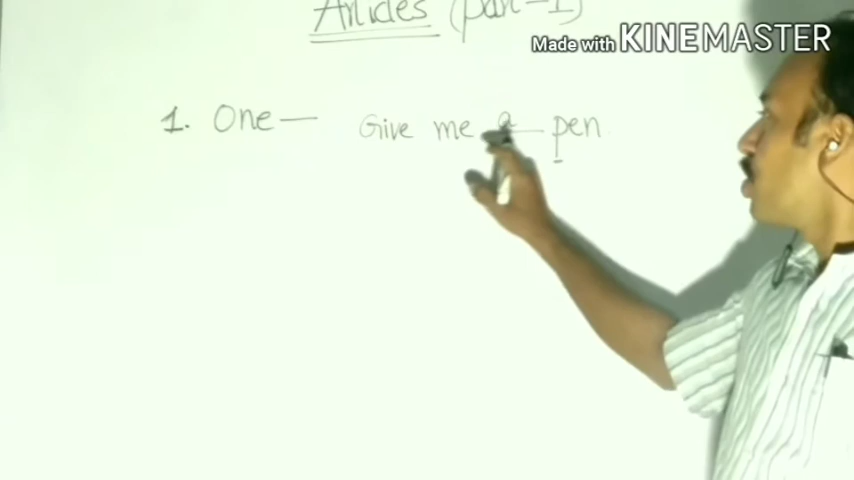 Articles (part-1)
Made with KINEMASTER
1. One— Give me a pen